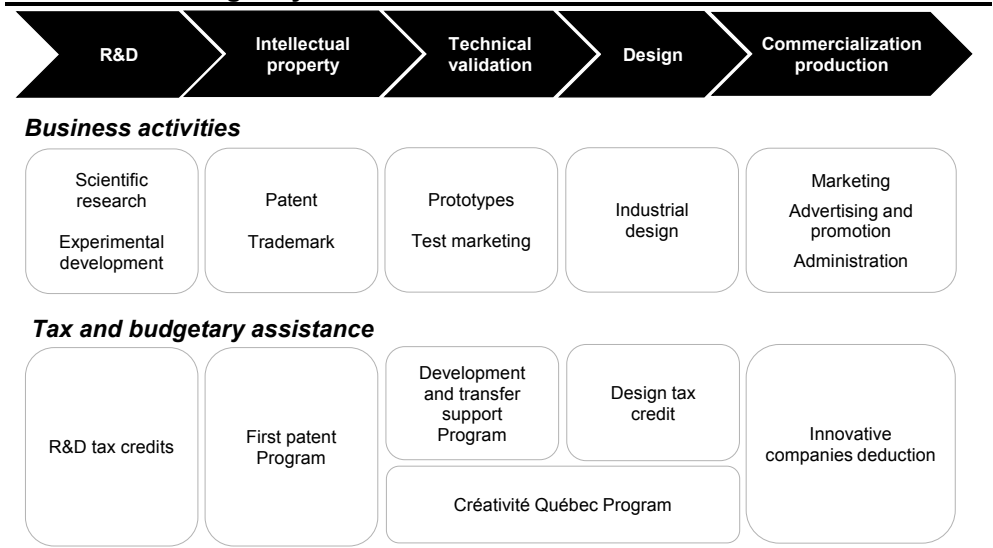 R&D
Intellectual
property
Technical
validation
Design
Commercialization
production
Business activities
Scientific
research
Experimental
development
Patent
Trademark
Prototypes
Test marketing
Industrial
design
Marketing
Advertising and
promotion
Administration
Tax and budgetary assistance
R&D tax credits
First patent
Program
Development
and transfer
support
Program
Design tax
credit
Créativité Québec Program
Innovative
companies deduction